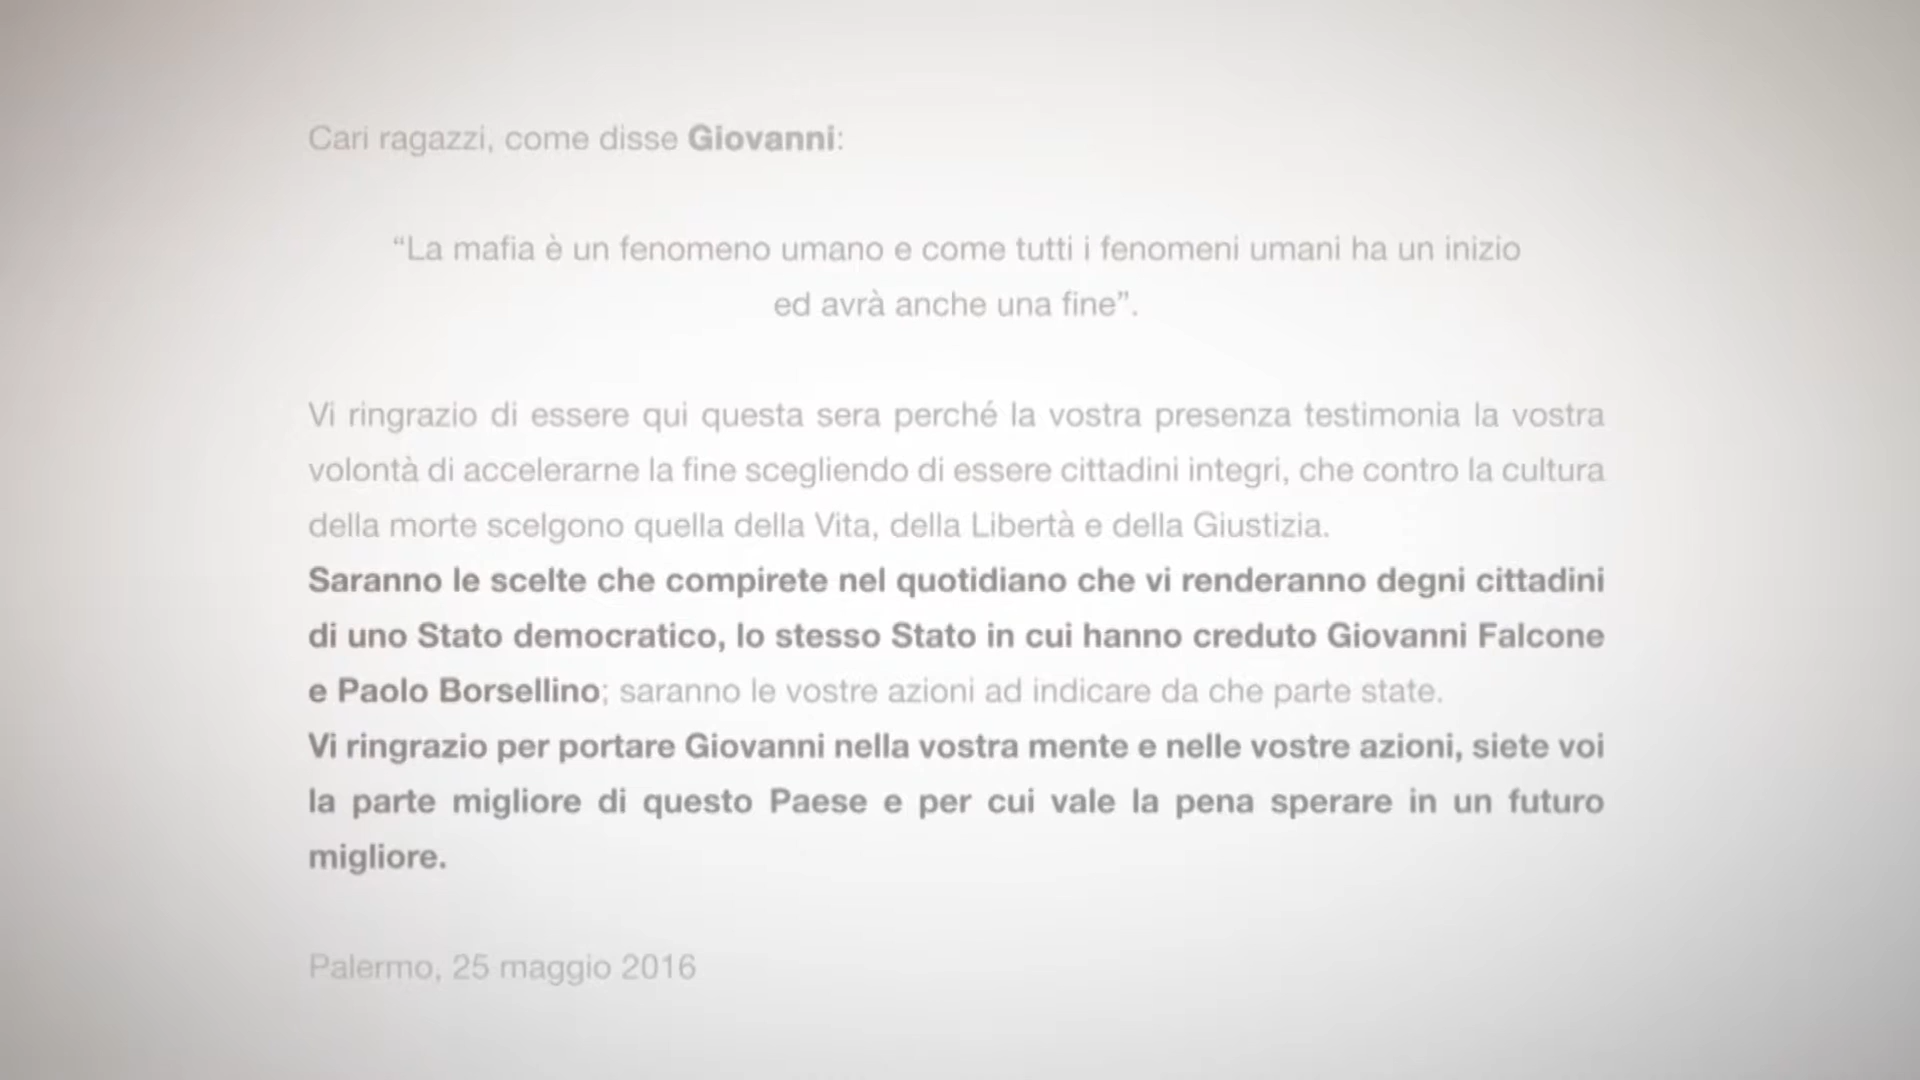 Cari ragazzi, come disse Giovanni:
“La mafia è un fenomeno umano e come tutti i fenomeni umani ha un inizio
ed avrà anche una fine”.
Vi ringrazio di essere qui questa sera perché la vostra presenza testimonia la vostra
volontà di accelerarne la fine scegliendo di essere cittadini integri, che contro la cultura
della morte scelgono quella della Vita, della Libertà e della Giustizia.
Saranno le scelte che compirete nel quotidiano che vi renderanno degni cittadini
di uno Stato democratico, lo stesso Stato in cui hanno creduto Giovanni Falcone
e Paolo Borsellino; saranno le vostre azioni ad indicare da che parte state.
Vi ringrazio per portare Giovanni nella vostra mente e nelle vostre azioni, siete voi
la parte migliore di questo Paese e per cui vale la pena sperare in un futuro
migliore.
Palermo, 25 maggio 2016